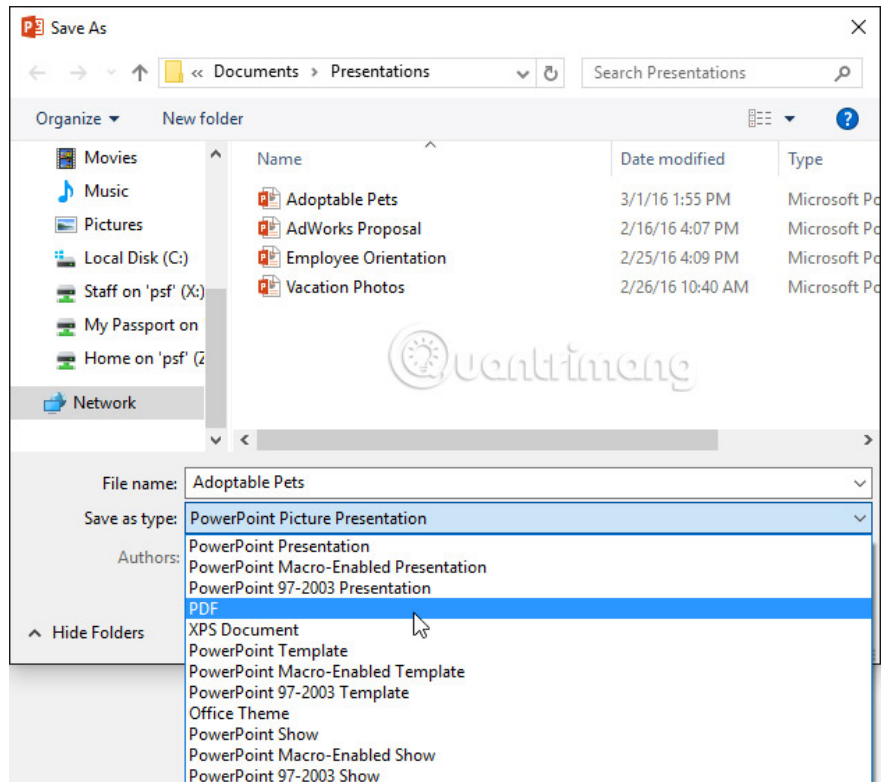 Save As
« Documents > Presentations
Search Presentations
Organize
New folder
Name
Date modified
Type
Movies
Music
Pictures
Local Disk (C:)
Staff on 'psf' (X:)
My Passport on
Home on 'psf' (Z
Network
Adoptable Pets 3/1/16 1:55 PM Microsoft Po
AdWorks Proposal 2/16/16 4:07 PM Microsoft Po
Employee Orientation 2/25/16 4:09 PM Microsoft Po
Vacation Photos 2/26/16 10:40 AM Microsoft Po
Quantrimang
File name: Adoptable Pets
Save as type: PowerPoint Picture Presentation
Authors:
PowerPoint Presentation
PowerPoint Macro-Enabled Presentation
PowerPoint 97-2003 Presentation
PDF
XPS Document
PowerPoint Template
PowerPoint Macro-Enabled Template
PowerPoint 97-2003 Template
Office Theme
PowerPoint Show
PowerPoint Macro-Enabled Show
PowerPoint 97-2003 Show
Hide Folders